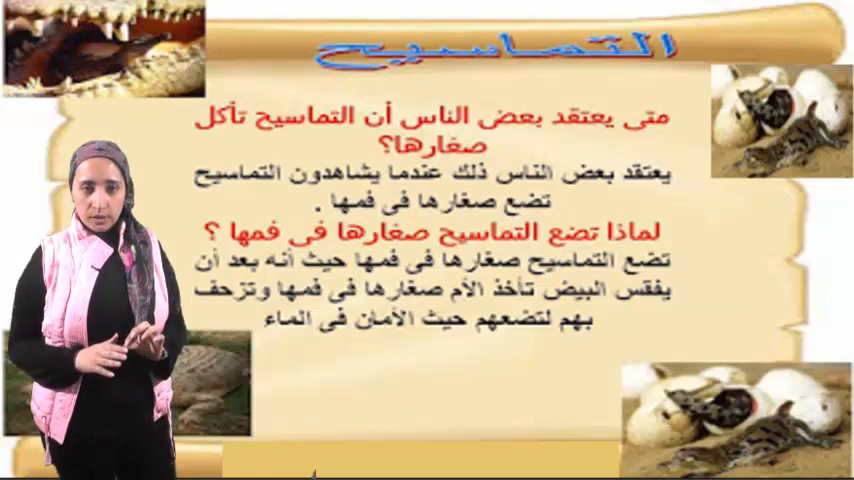 التماسيح
متى يعتقد بعض الناس أن التماسيح تأكل
صغارها؟
يعتقد بعض الناس ذلك عندما يشاهدون التماسيح
تضع صغارها فى فمها .
لماذا تضع التماسيح صغارها فى فمها ؟
تضع التماسيح صغارها فى فمها حيث أنه بعد أن
يفقس البيض تأخذ الأم صغارها فى فمها وتزحف
بهم لتضعهم حيث الأمان فى الماء